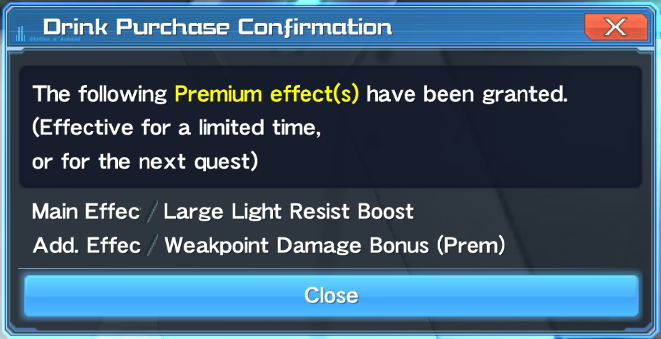 Drink Purchase Confirmation
The following Premium effect(s) have been granted.
(Effective for a limited time,
or for the next quest)
Main Effec / Large Light Resist Boost
Add. Effec / Weakpoint Damage Bonus (Prem)
Close